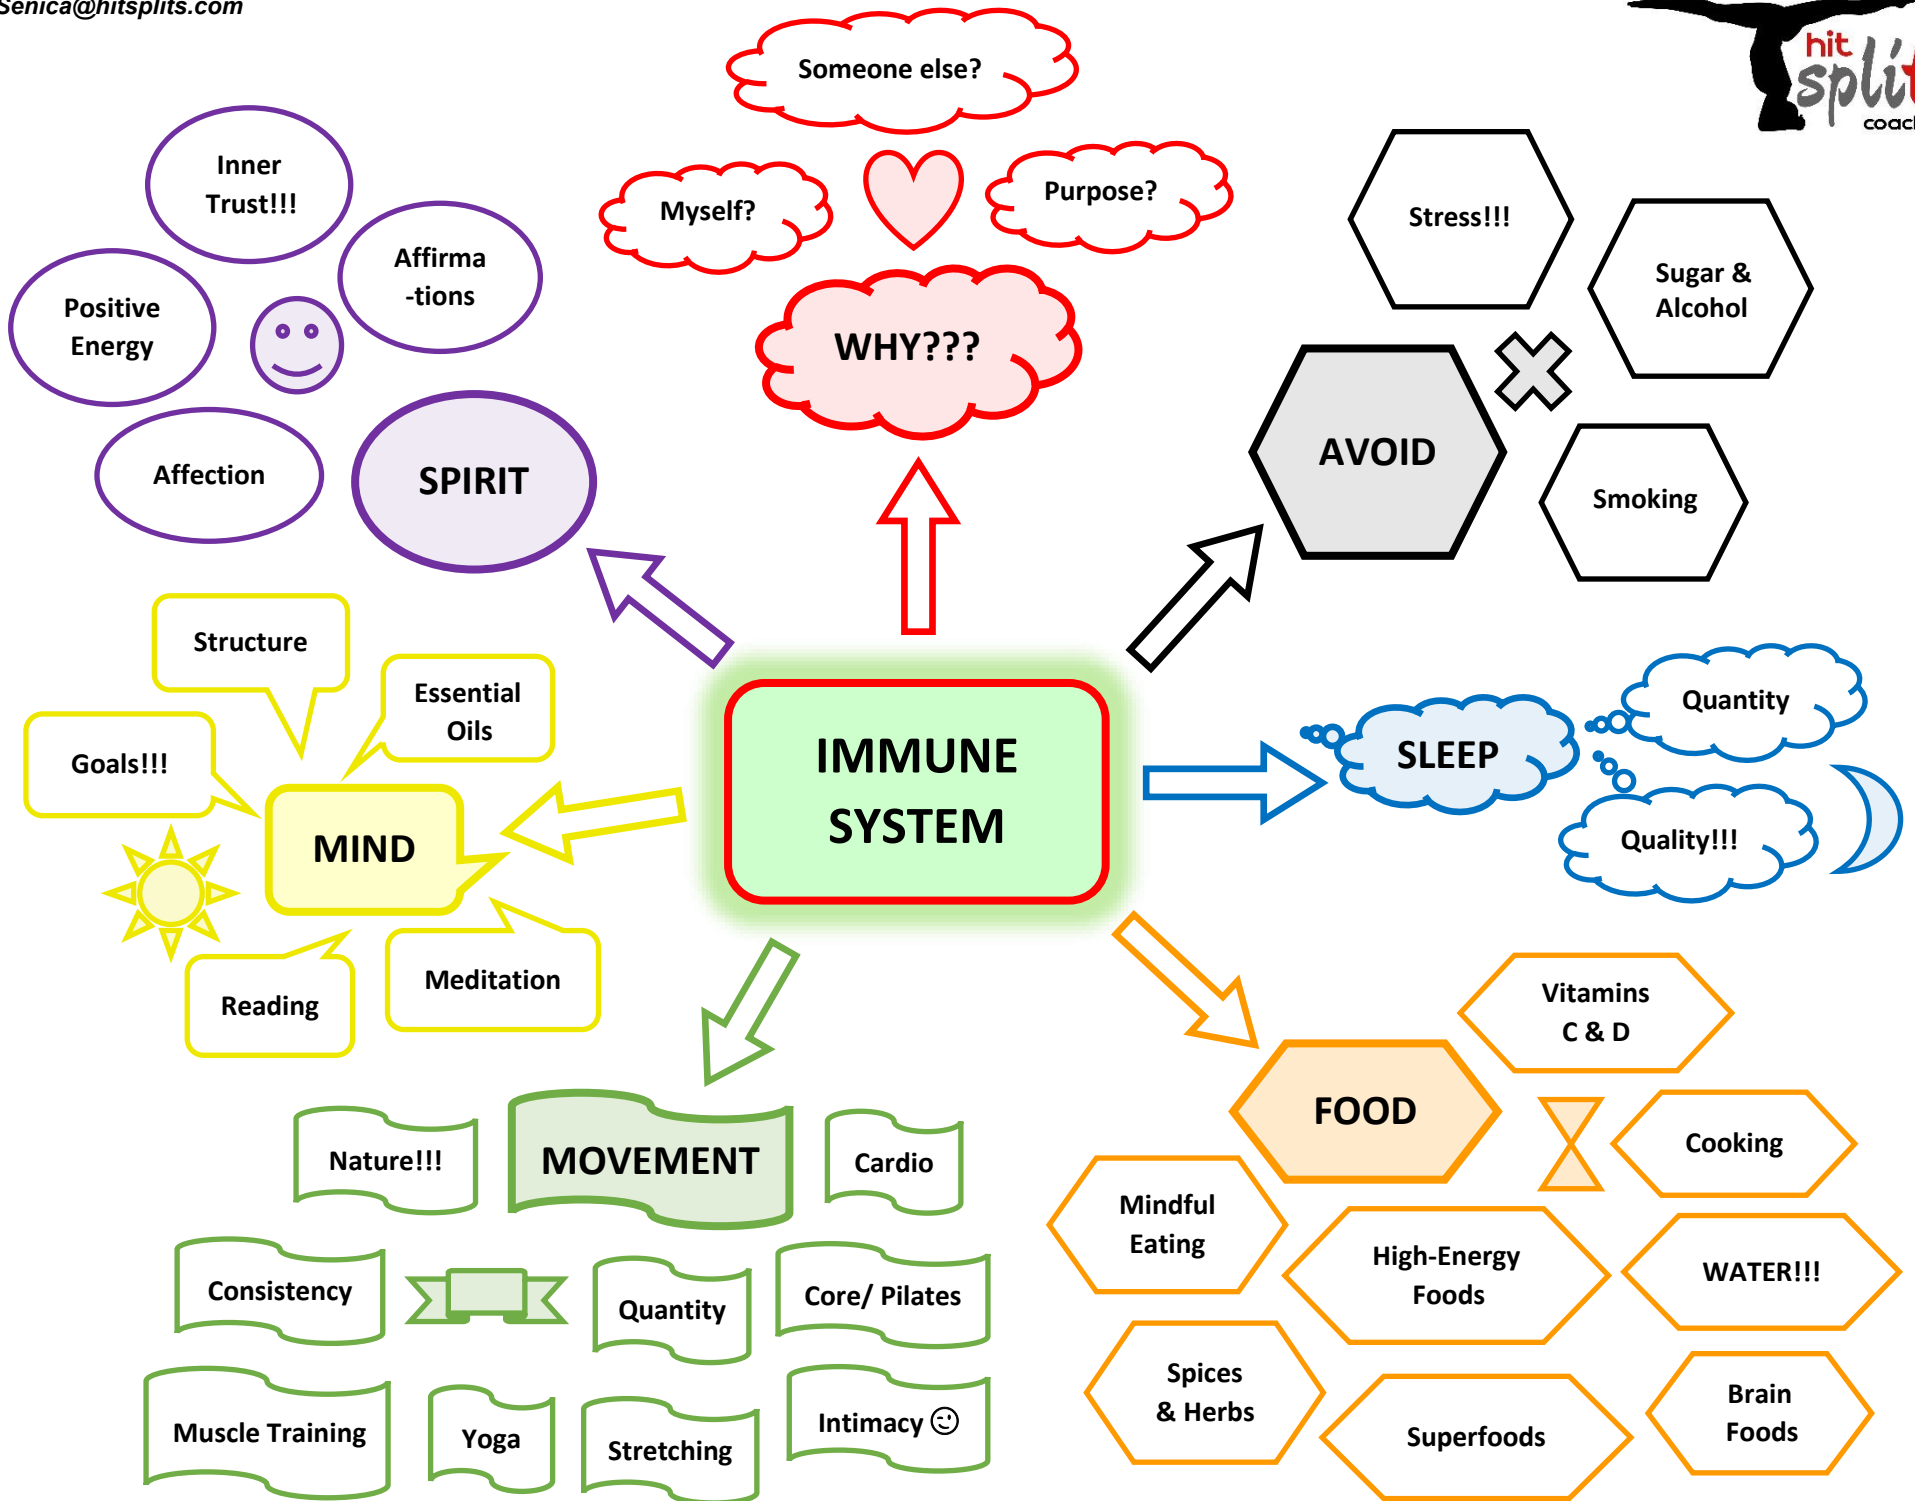 Senica@hitsplits.com
hit
split
coach
Someone else?
Myself?
Purpose?
WHY???
Inner
Trust!!!
Affirma
-tions
Positive
Energy
Affection
SPIRIT
Stress!!!
Sugar &
Alcohol
AVOID
Smoking
Structure
Essential
Oils
Goals!!!
MIND
Reading
Meditation
IMMUNE
SYSTEM
SLEEP
Quantity
Quality!!!
MOVEMENT
Nature!!!
Cardio
Consistency
Quantity
Core/ Pilates
Muscle Training
Yoga
Stretching
Intimacy 😉
FOOD
Vitamins
C & D
Cooking
Mindful
Eating
High-Energy
Foods
WATER!!!
Spices
& Herbs
Superfoods
Brain
Foods